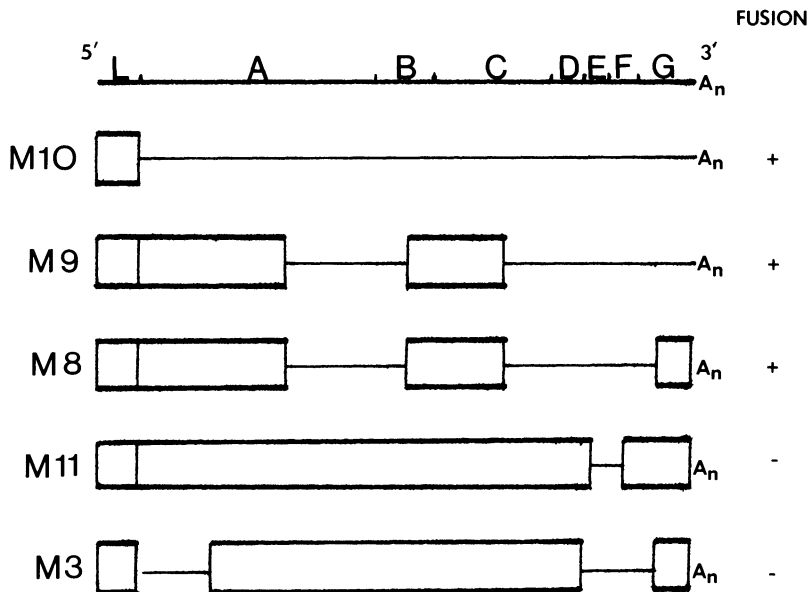 FUSION
5' 3'
L A B C D E F G An
M10 An +
M9 An +
M8 An +
M11 An -
M3 An -